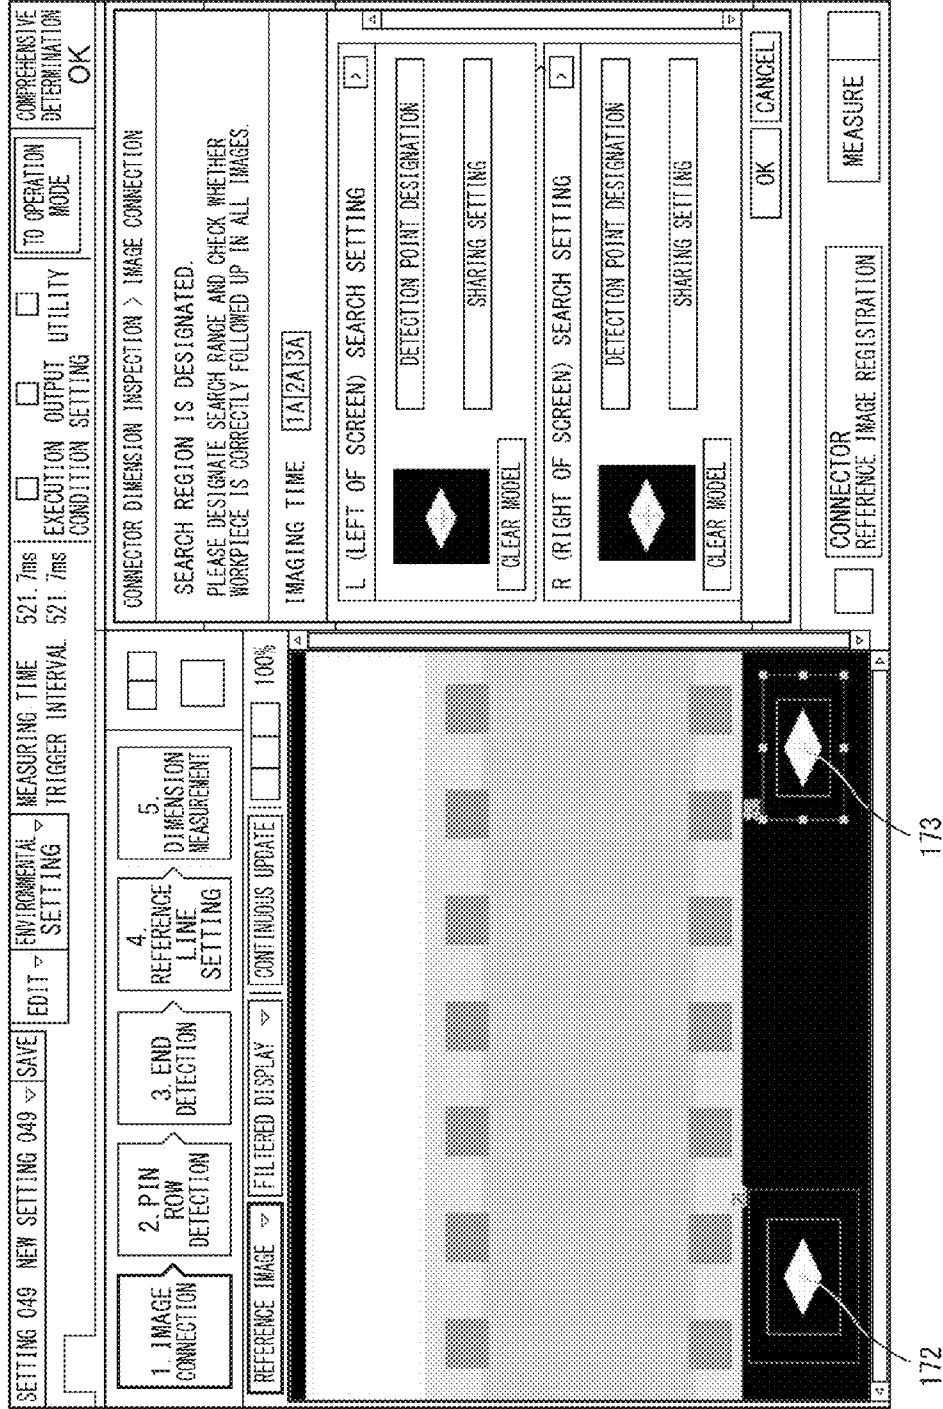 SETTING 049 NEW SETTING 049 ▽ SAVE
EDIT ▽
ENVIRONMENTAL
SETTING ▽
MEASURING TIME 521.7ms
TRIGGER INTERVAL 521.7ms
EXECUTION
CONDITION
OUTPUT
SETTING
UTILITY
TO OPERATION
MODE
COMPREHENSIVE
DETERMINATION
OK
1. IMAGE
CONNECTION
2. PIN
ROW
DETECTION
3. END
DETECTION
4.
REFERENCE
LINE
SETTING
5.
DIMENSION
MEASUREMENT
REFERENCE IMAGE ▽
FILTERED DISPLAY ▽
CONTINUOUS UPDATE
100%
172
173
CONNECTOR DIMENSION INSPECTION > IMAGE CONNECTION
SEARCH REGION IS DESIGNATED.
PLEASE DESIGNATE SEARCH RANGE AND CHECK WHETHER
WORKPIECE IS CORRECTLY FOLLOWED UP IN ALL IMAGES.
IMAGING TIME 1A|2A|3A
L (LEFT OF SCREEN) SEARCH SETTING >
CLEAR MODEL
DETECTION POINT DESIGNATION
SHARING SETTING
R (RIGHT OF SCREEN) SEARCH SETTING >
CLEAR MODEL
DETECTION POINT DESIGNATION
SHARING SETTING
OK
CANCEL
CONNECTOR
REFERENCE IMAGE REGISTRATION
MEASURE